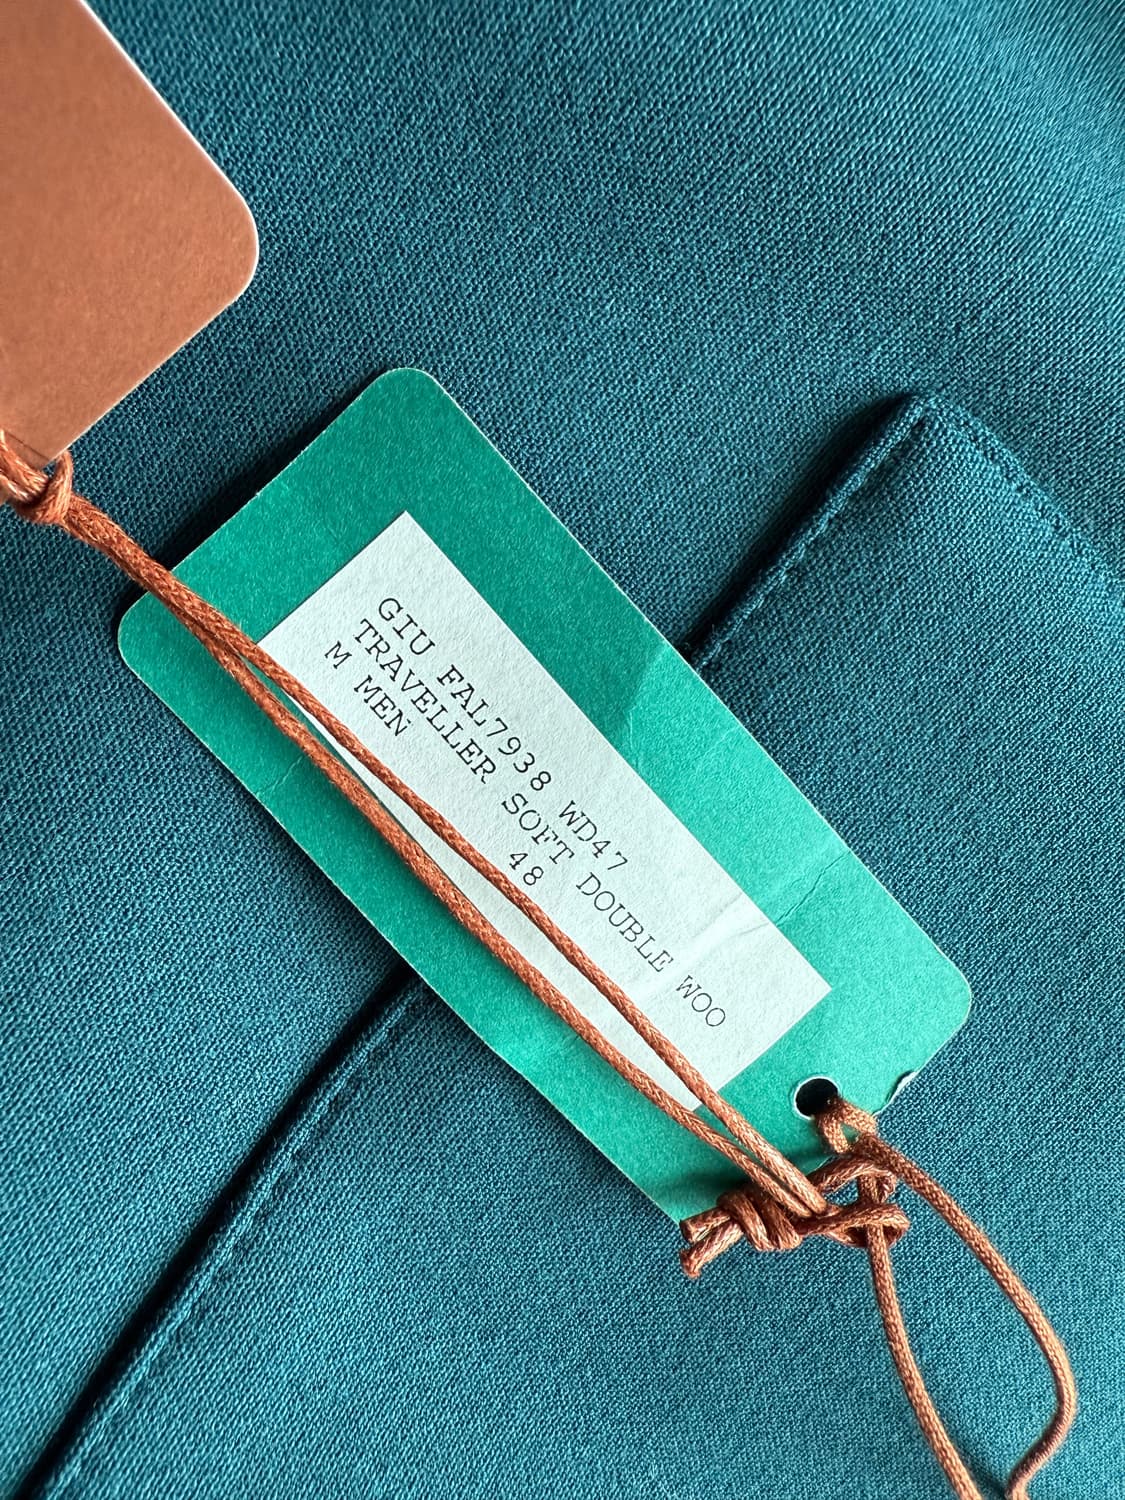 GIU FAL7938 WD47
TRAVELLER SOFT DOUBLE WOO
M MEN 48